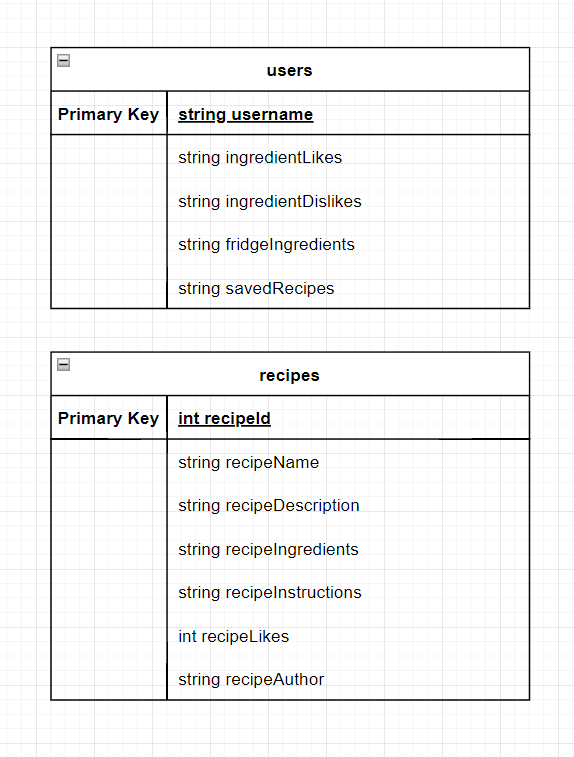 users
Primary Key string username
string ingredientLikes
string ingredientDislikes
string fridgeIngredients
string savedRecipes
recipes
Primary Key int recipeId
string recipeName
string recipeDescription
string recipeIngredients
string recipeInstructions
int recipeLikes
string recipeAuthor